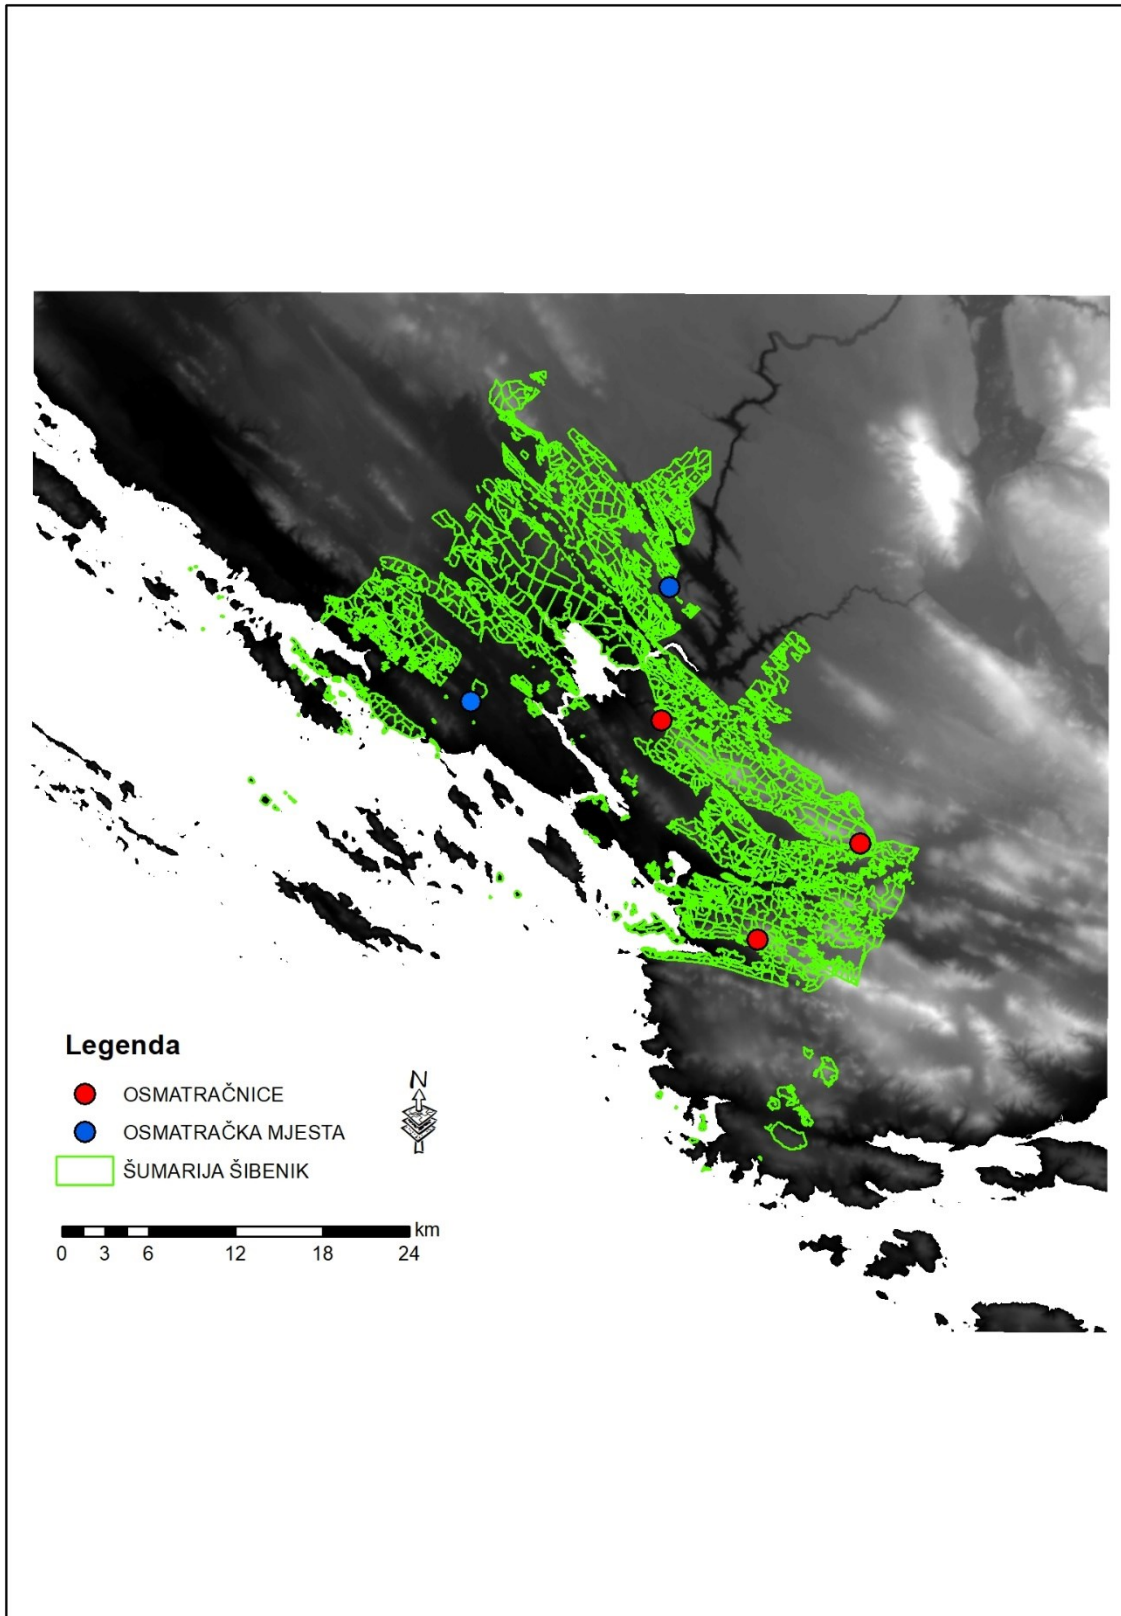 Legenda
OSMATRAČNICE
OSMATRAČKA MJESTA
ŠUMARIJA ŠIBENIK
N
km
0 3 6 12 18 24